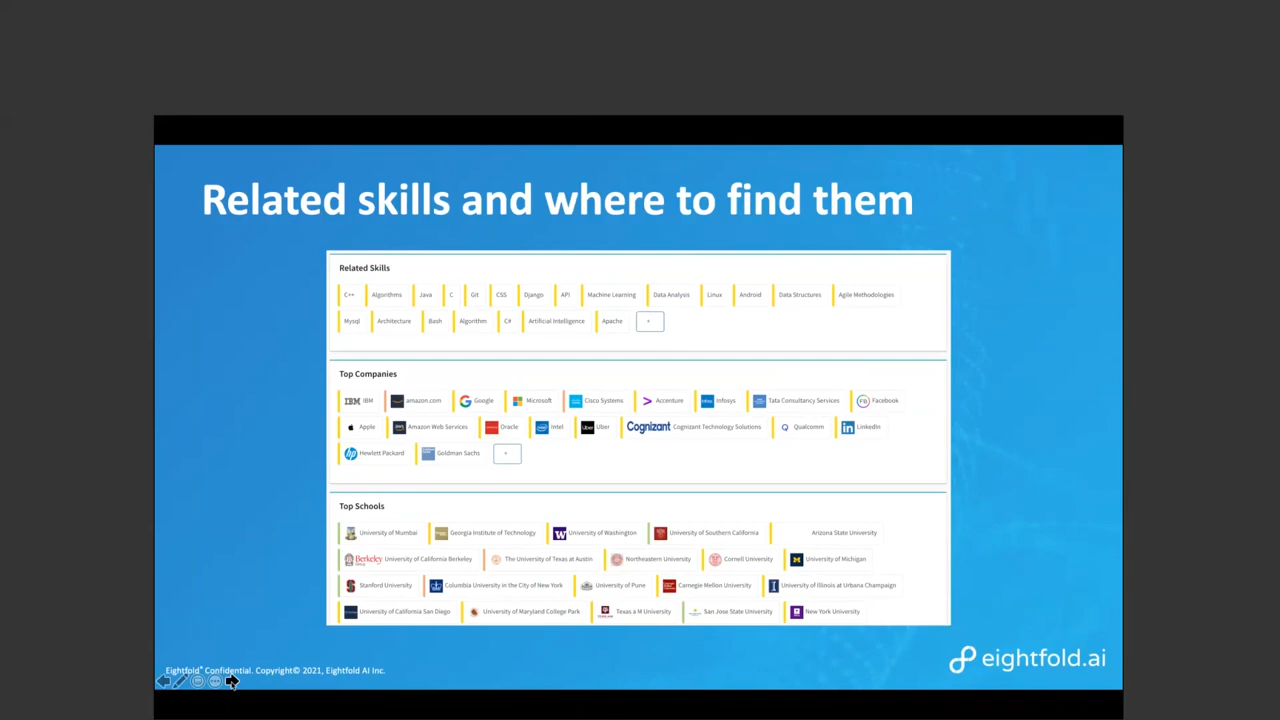 Related skills and where to find them
Related Skills
C++ Algorithms Java C Git CSS Django API Machine Learning Data Analysis Linux Android Data Structures Agile Methodologies
Mysql Architecture Bash Algorithm C# Artificial Intelligence Apache +
Top Companies
IBM IBM amazon.com Google Microsoft Cisco Systems Accenture Infosys Tata Consultancy Services Facebook
Apple Amazon Web Services Oracle Intel Uber Cognizant Cognizant Technology Solutions Qualcomm LinkedIn
Hewlett Packard Goldman Sachs +
Top Schools
University of Mumbai Georgia Institute of Technology University of Washington University of Southern California Arizona State University
Berkeley University of California Berkeley The University of Texas at Austin Northeastern University Cornell University University of Michigan
Stanford University Columbia University in the City of New York University of Pune Carnegie Mellon University University of Illinois at Urbana Champaign
University of California San Diego University of Maryland College Park Texas a M University San Jose State University New York University
Eightfold® Confidential. Copyright© 2021, Eightfold AI Inc.
eightfold.ai